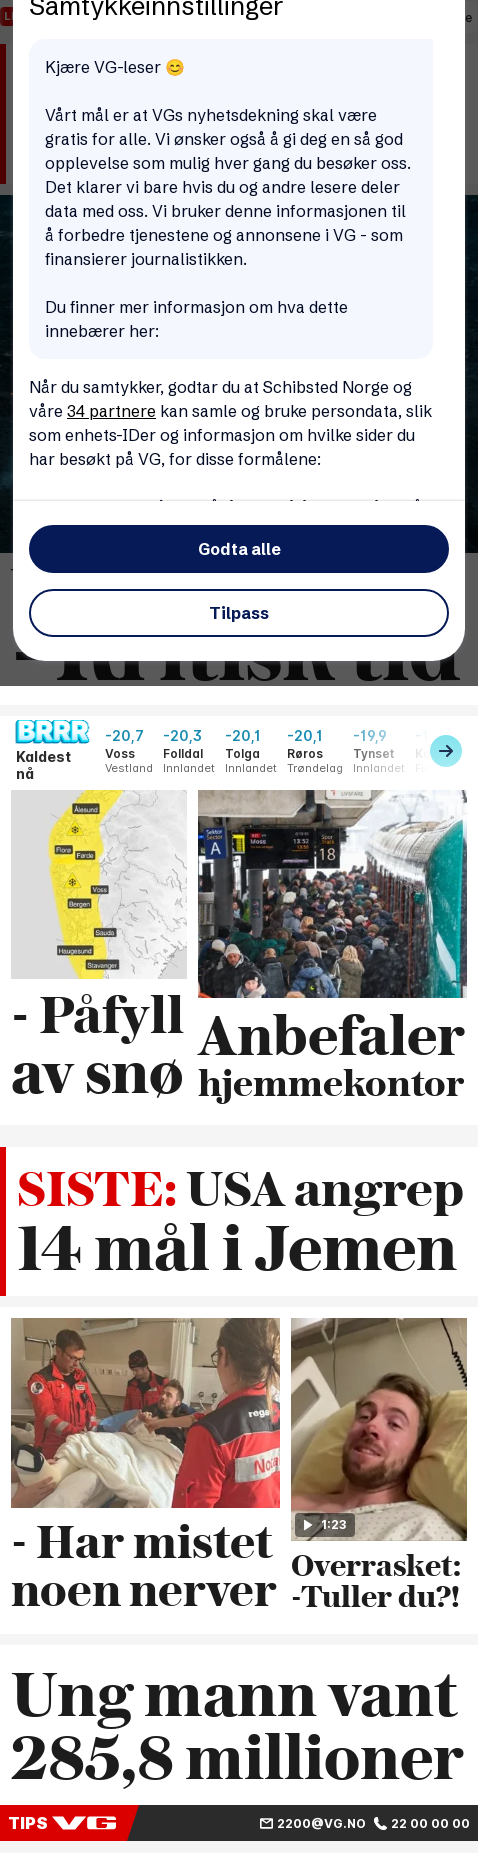 Samtykkeinnstillinger
Kjære VG-leser 😊
Vårt mål er at VGs nyhetsdekning skal være
gratis for alle. Vi ønsker også å gi deg en så god
opplevelse som mulig hver gang du besøker oss.
Det klarer vi bare hvis du og andre lesere deler
data med oss. Vi bruker denne informasjonen til
å forbedre tjenestene og annonsene i VG - som
finansierer journalistikken.
Du finner mer informasjon om hva dette
innebærer her:
Når du samtykker, godtar du at Schibsted Norge og
våre 34 partnere kan samle og bruke persondata, slik
som enhets-IDer og informasjon om hvilke sider du
har besøkt på VG, for disse formålene:
Godta alle
Tilpass
- Kritisk tid
BRRR
Kaldest
nå
-20,7
Voss
Vestland
-20,3
Folldal
Innlandet
-20,1
Tolga
Innlandet
-20,1
Røros
Trøndelag
-19,9
Tynset
Innlandet
Ålesund
Florø
Førde
Voss
Bergen
Sauda
Haugesund
Stavanger
Sektor
Sector
A
Moss
13:52
Spor
Track
18
- Påfyll
av snø
Anbefaler
hjemmekontor
SISTE: USA angrep
14 mål i Jemen
rega
- Har mistet
noen nerver
1:23
Overrasket:
-Tuller du?!
Ung mann vant
285,8 millioner
TIPS VG
2200@VG.NO
22 00 00 00